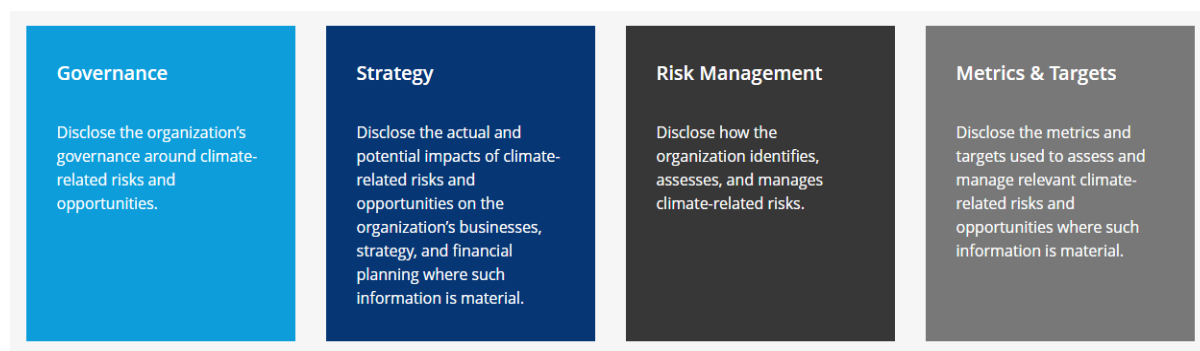 Governance
Disclose the organization's
governance around climate-
related risks and
opportunities.
Strategy
Disclose the actual and
potential impacts of climate-
related risks and
opportunities on the
organization's businesses,
strategy, and financial
planning where such
information is material.
Risk Management
Disclose how the
organization identifies,
assesses, and manages
climate-related risks.
Metrics & Targets
Disclose the metrics and
targets used to assess and
manage relevant climate-
related risks and
opportunities where such
information is material.